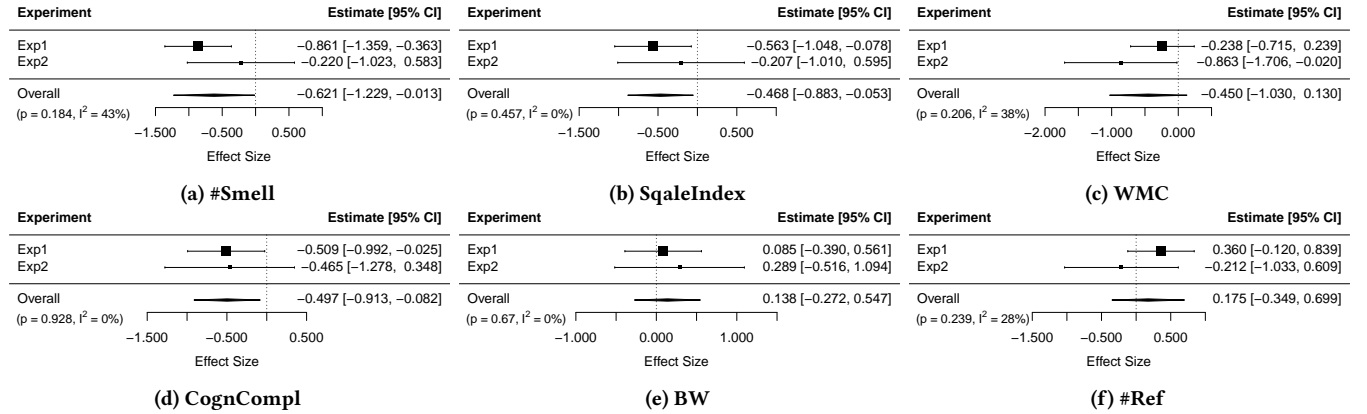 Experiment Estimate [95% CI]
Exp1 −0.861 [−1.359, −0.363]
Exp2 −0.220 [−1.023, 0.583]
Overall −0.621 [−1.229, −0.013]
(p = 0.184, I² = 43%)
−1.500 −0.500 0.500
Effect Size
(a) #Smell
Experiment Estimate [95% CI]
Exp1 −0.563 [−1.048, −0.078]
Exp2 −0.207 [−1.010, 0.595]
Overall −0.468 [−0.883, −0.053]
(p = 0.457, I² = 0%)
−1.500 −0.500 0.500
Effect Size
(b) SqaleIndex
Experiment Estimate [95% CI]
Exp1 −0.238 [−0.715, 0.239]
Exp2 −0.863 [−1.706, −0.020]
Overall −0.450 [−1.030, 0.130]
(p = 0.206, I² = 38%)
−2.000 −1.000 0.000
Effect Size
(c) WMC
Experiment Estimate [95% CI]
Exp1 −0.509 [−0.992, −0.025]
Exp2 −0.465 [−1.278, 0.348]
Overall −0.497 [−0.913, −0.082]
(p = 0.928, I² = 0%)
−1.500 −0.500 0.500
Effect Size
(d) CognCompl
Experiment Estimate [95% CI]
Exp1 0.085 [−0.390, 0.561]
Exp2 0.289 [−0.516, 1.094]
Overall 0.138 [−0.272, 0.547]
(p = 0.67, I² = 0%)
−1.000 0.000 1.000
Effect Size
(e) BW
Experiment Estimate [95% CI]
Exp1 0.360 [−0.120, 0.839]
Exp2 −0.212 [−1.033, 0.609]
Overall 0.175 [−0.349, 0.699]
(p = 0.239, I² = 28%)
−1.500 −0.500 0.500
Effect Size
(f) #Ref